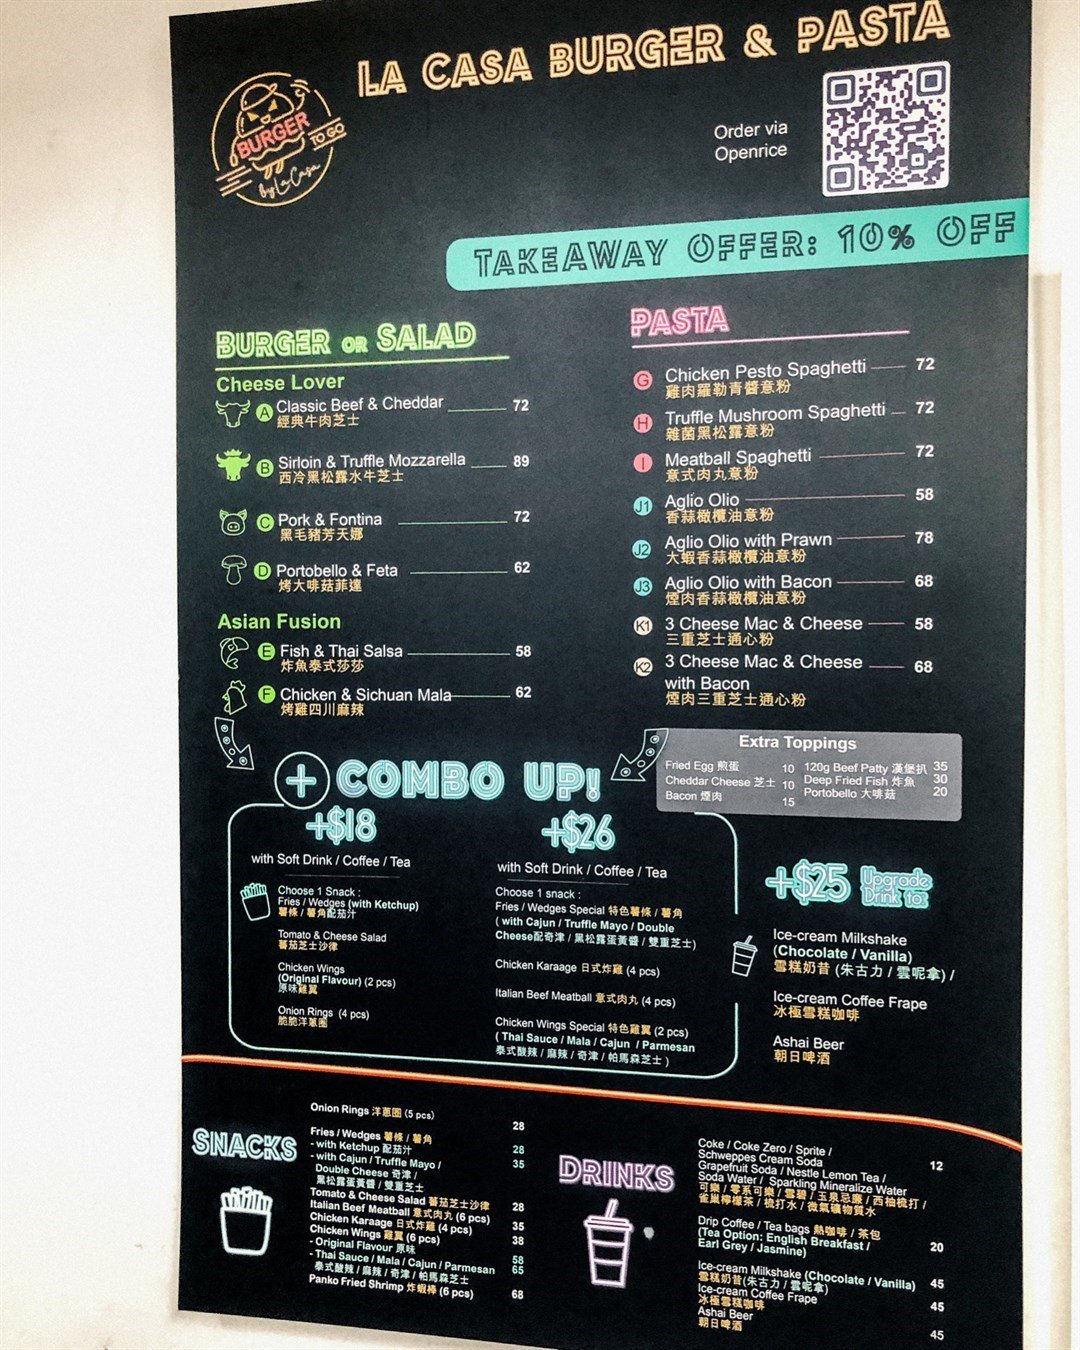 LA CASA BURGER & PASTA
BURGER
TO GO
by La Casa
Order via
Openrice
TAKEAWAY OFFER: 10% OFF
BURGER OR SALAD
Cheese Lover
A Classic Beef & Cheddar 72
經典牛肉芝士
B Sirloin & Truffle Mozzarella 89
西冷黑松露水牛芝士
C Pork & Fontina 72
黑毛豬芳天娜
D Portobello & Feta 62
烤大啡菇菲達
Asian Fusion
E Fish & Thai Salsa 58
炸魚泰式莎莎
F Chicken & Sichuan Mala 62
烤雞四川麻辣
PASTA
G Chicken Pesto Spaghetti 72
雞肉羅勒青醬意粉
H Truffle Mushroom Spaghetti 72
雜菌黑松露意粉
I Meatball Spaghetti 72
意式肉丸意粉
J1 Aglio Olio 58
香蒜橄欖油意粉
J2 Aglio Olio with Prawn 78
大蝦香蒜橄欖油意粉
J3 Aglio Olio with Bacon 68
煙肉香蒜橄欖油意粉
K1 3 Cheese Mac & Cheese 58
三重芝士通心粉
K2 3 Cheese Mac & Cheese 68
with Bacon
煙肉三重芝士通心粉
Extra Toppings
Fried Egg 煎蛋 10 120g Beef Patty 漢堡扒 35
Cheddar Cheese 芝士 10 Deep Fried Fish 炸魚 30
Bacon 煙肉 15 Portobello 大啡菇 20
+ COMBO UP!
+$18
with Soft Drink / Coffee / Tea
Choose 1 Snack :
Fries / Wedges (with Ketchup)
薯條 / 薯角配茄汁
Tomato & Cheese Salad
蕃茄芝士沙律
Chicken Wings
(Original Flavour) (2 pcs)
原味雞翼
Onion Rings (4 pcs)
脆脆洋蔥圈
+$26
with Soft Drink / Coffee / Tea
Choose 1 snack :
Fries / Wedges Special 特色薯條 / 薯角
( with Cajun / Truffle Mayo / Double
Cheese配奇津 / 黑松露蛋黃醬 / 雙重芝士)
Chicken Karaage 日式炸雞 (4 pcs)
Italian Beef Meatball 意式肉丸 (4 pcs)
Chicken Wings Special 特色雞翼 (2 pcs)
( Thai Sauce / Mala / Cajun / Parmesan
泰式酸辣 / 麻辣 / 奇津 / 帕馬森芝士 )
+$25 Upgrade
Drink to:
Ice-cream Milkshake
(Chocolate / Vanilla)
雪糕奶昔 (朱古力 / 雲呢拿) /
Ice-cream Coffee Frape
冰極雪糕咖啡
Ashai Beer
朝日啤酒
SNACKS
Onion Rings 洋蔥圈 (5 pcs) 28
Fries / Wedges 薯條 / 薯角
- with Ketchup 配茄汁 28
- with Cajun / Truffle Mayo / 35
Double Cheese 奇津 /
黑松露蛋黃醬 / 雙重芝士
Tomato & Cheese Salad 蕃茄芝士沙律 28
Italian Beef Meatball 意式肉丸 (6 pcs)
Chicken Karaage 日式炸雞 (4 pcs) 35
Chicken Wings 雞翼 (6 pcs) 38
- Original Flavour 原味 58
- Thai Sauce / Mala / Cajun / Parmesan 65
泰式酸辣 / 麻辣 / 奇津 / 帕馬森芝士
Panko Fried Shrimp 炸蝦棒 (6 pcs) 68
DRINKS
Coke / Coke Zero / Sprite /
Schweppes Cream Soda
Grapefruit Soda / Nestle Lemon Tea / 12
Soda Water / Sparkling Mineralize Water
可樂 / 零系可樂 / 雪碧 / 玉泉忌廉 / 西柚梳打 /
雀巢檸檬茶 / 梳打水 / 微氣礦物質水
Drip Coffee / Tea bags 熱咖啡 / 茶包
(Tea Option: English Breakfast / 20
Earl Grey / Jasmine)
Ice-cream Milkshake (Chocolate / Vanilla) 45
雪糕奶昔(朱古力 / 雲呢拿)
Ice-cream Coffee Frape 45
冰極雪糕咖啡
Ashai Beer
朝日啤酒 45